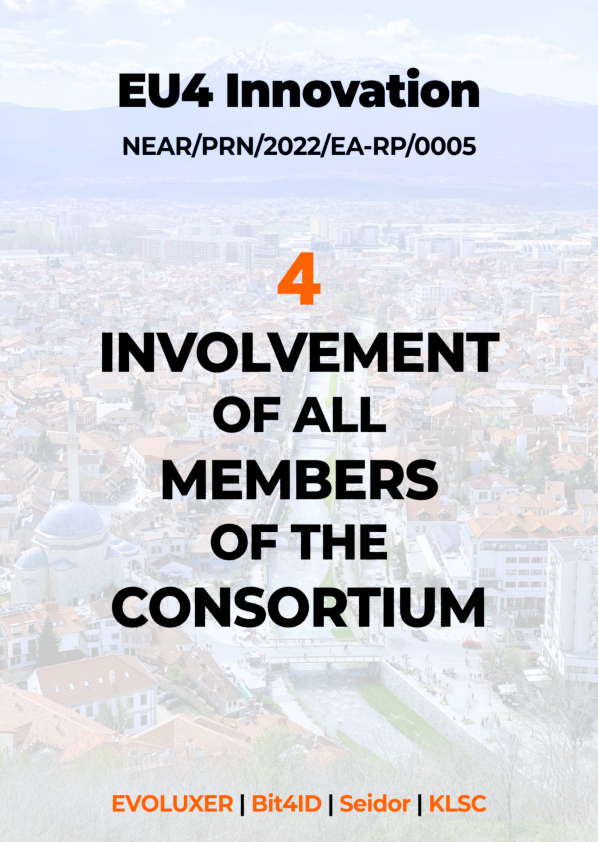 EU4 Innovation
NEAR/PRN/2022/EA-RP/0005
4
INVOLVEMENT
OF ALL
MEMBERS
OF THE
CONSORTIUM
EVOLUXER | Bit4ID | Seidor | KLSC